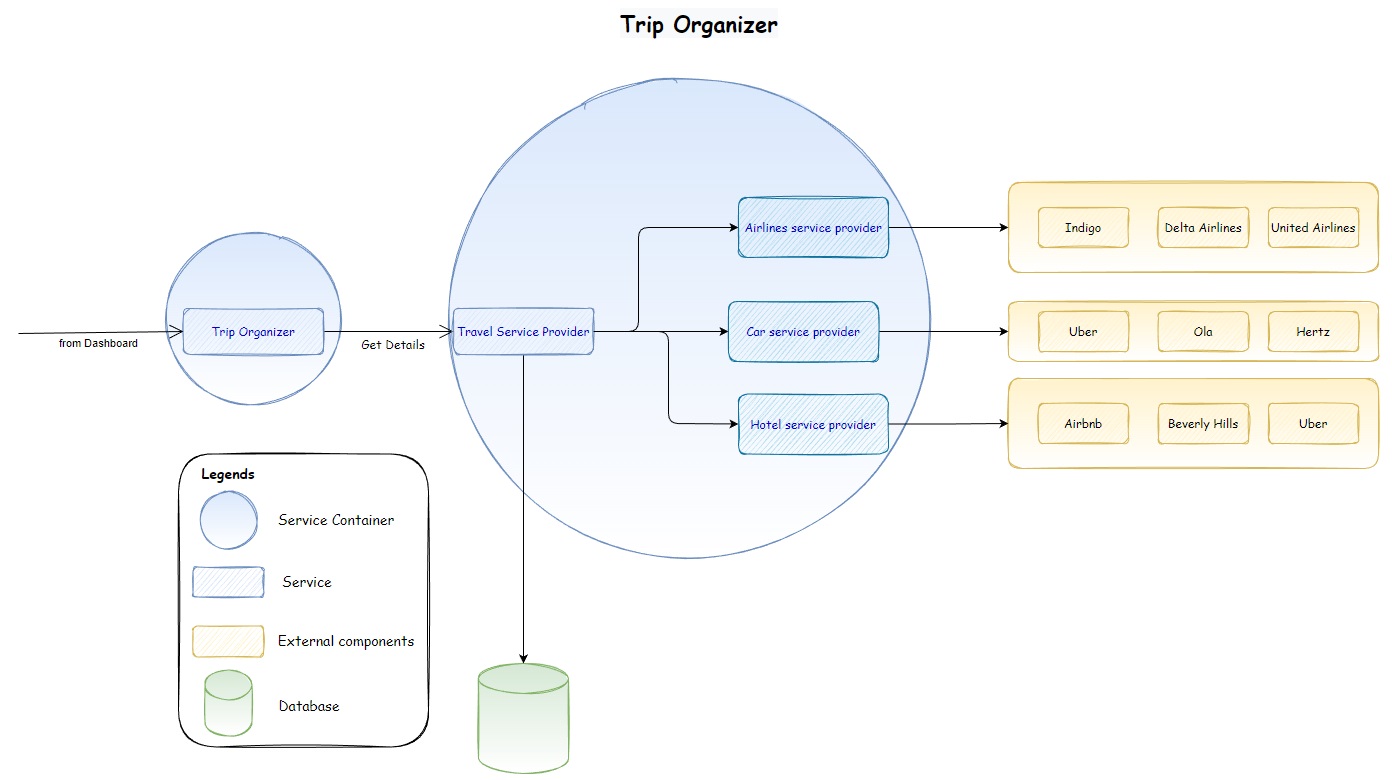 Trip Organizer
Airlines service provider
Indigo
Delta Airlines
United Airlines
from Dashboard
Trip Organizer
Get Details
Travel Service Provider
Car service provider
Uber
Ola
Hertz
Hotel service provider
Airbnb
Beverly Hills
Uber
Legends
Service Container
Service
External components
Database